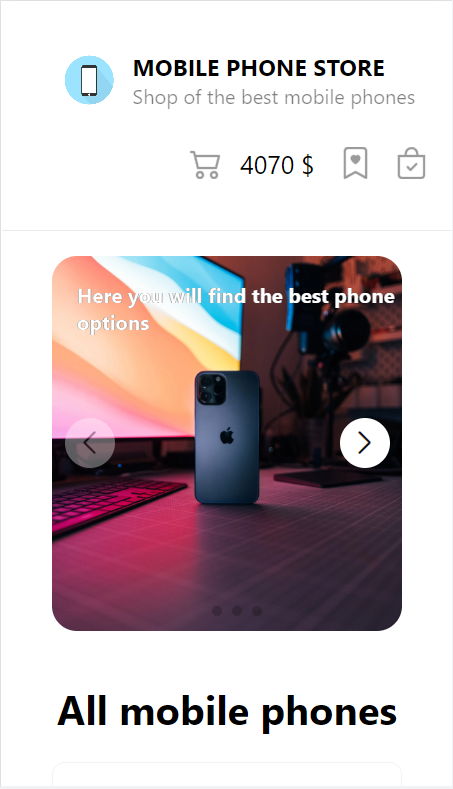 MOBILE PHONE STORE
Shop of the best mobile phones
4070 $
Here you will find the best phone
options
All mobile phones